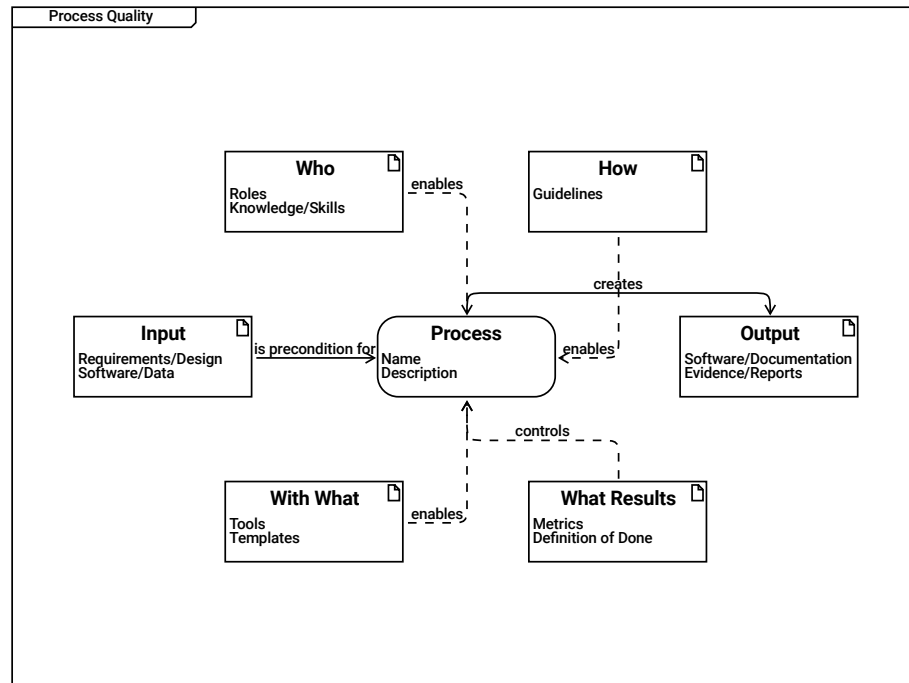 Process Quality
Who
Roles
Knowledge/Skills
enables
How
Guidelines
creates
Input
Requirements/Design
Software/Data
is precondition for
Process
Name
Description
enables
Output
Software/Documentation
Evidence/Reports
controls
With What
Tools
Templates
enables
What Results
Metrics
Definition of Done